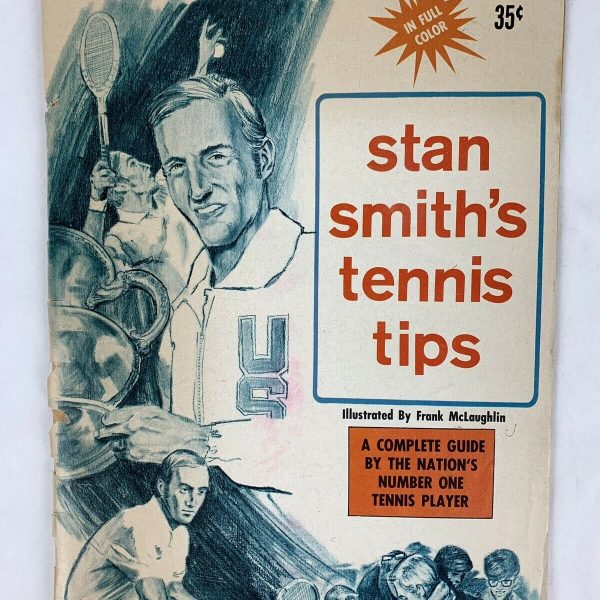 IN FULL
COLOR
35¢
stan
smith's
tennis
tips
US
Illustrated By Frank McLaughlin
A COMPLETE GUIDE
BY THE NATION'S
NUMBER ONE
TENNIS PLAYER